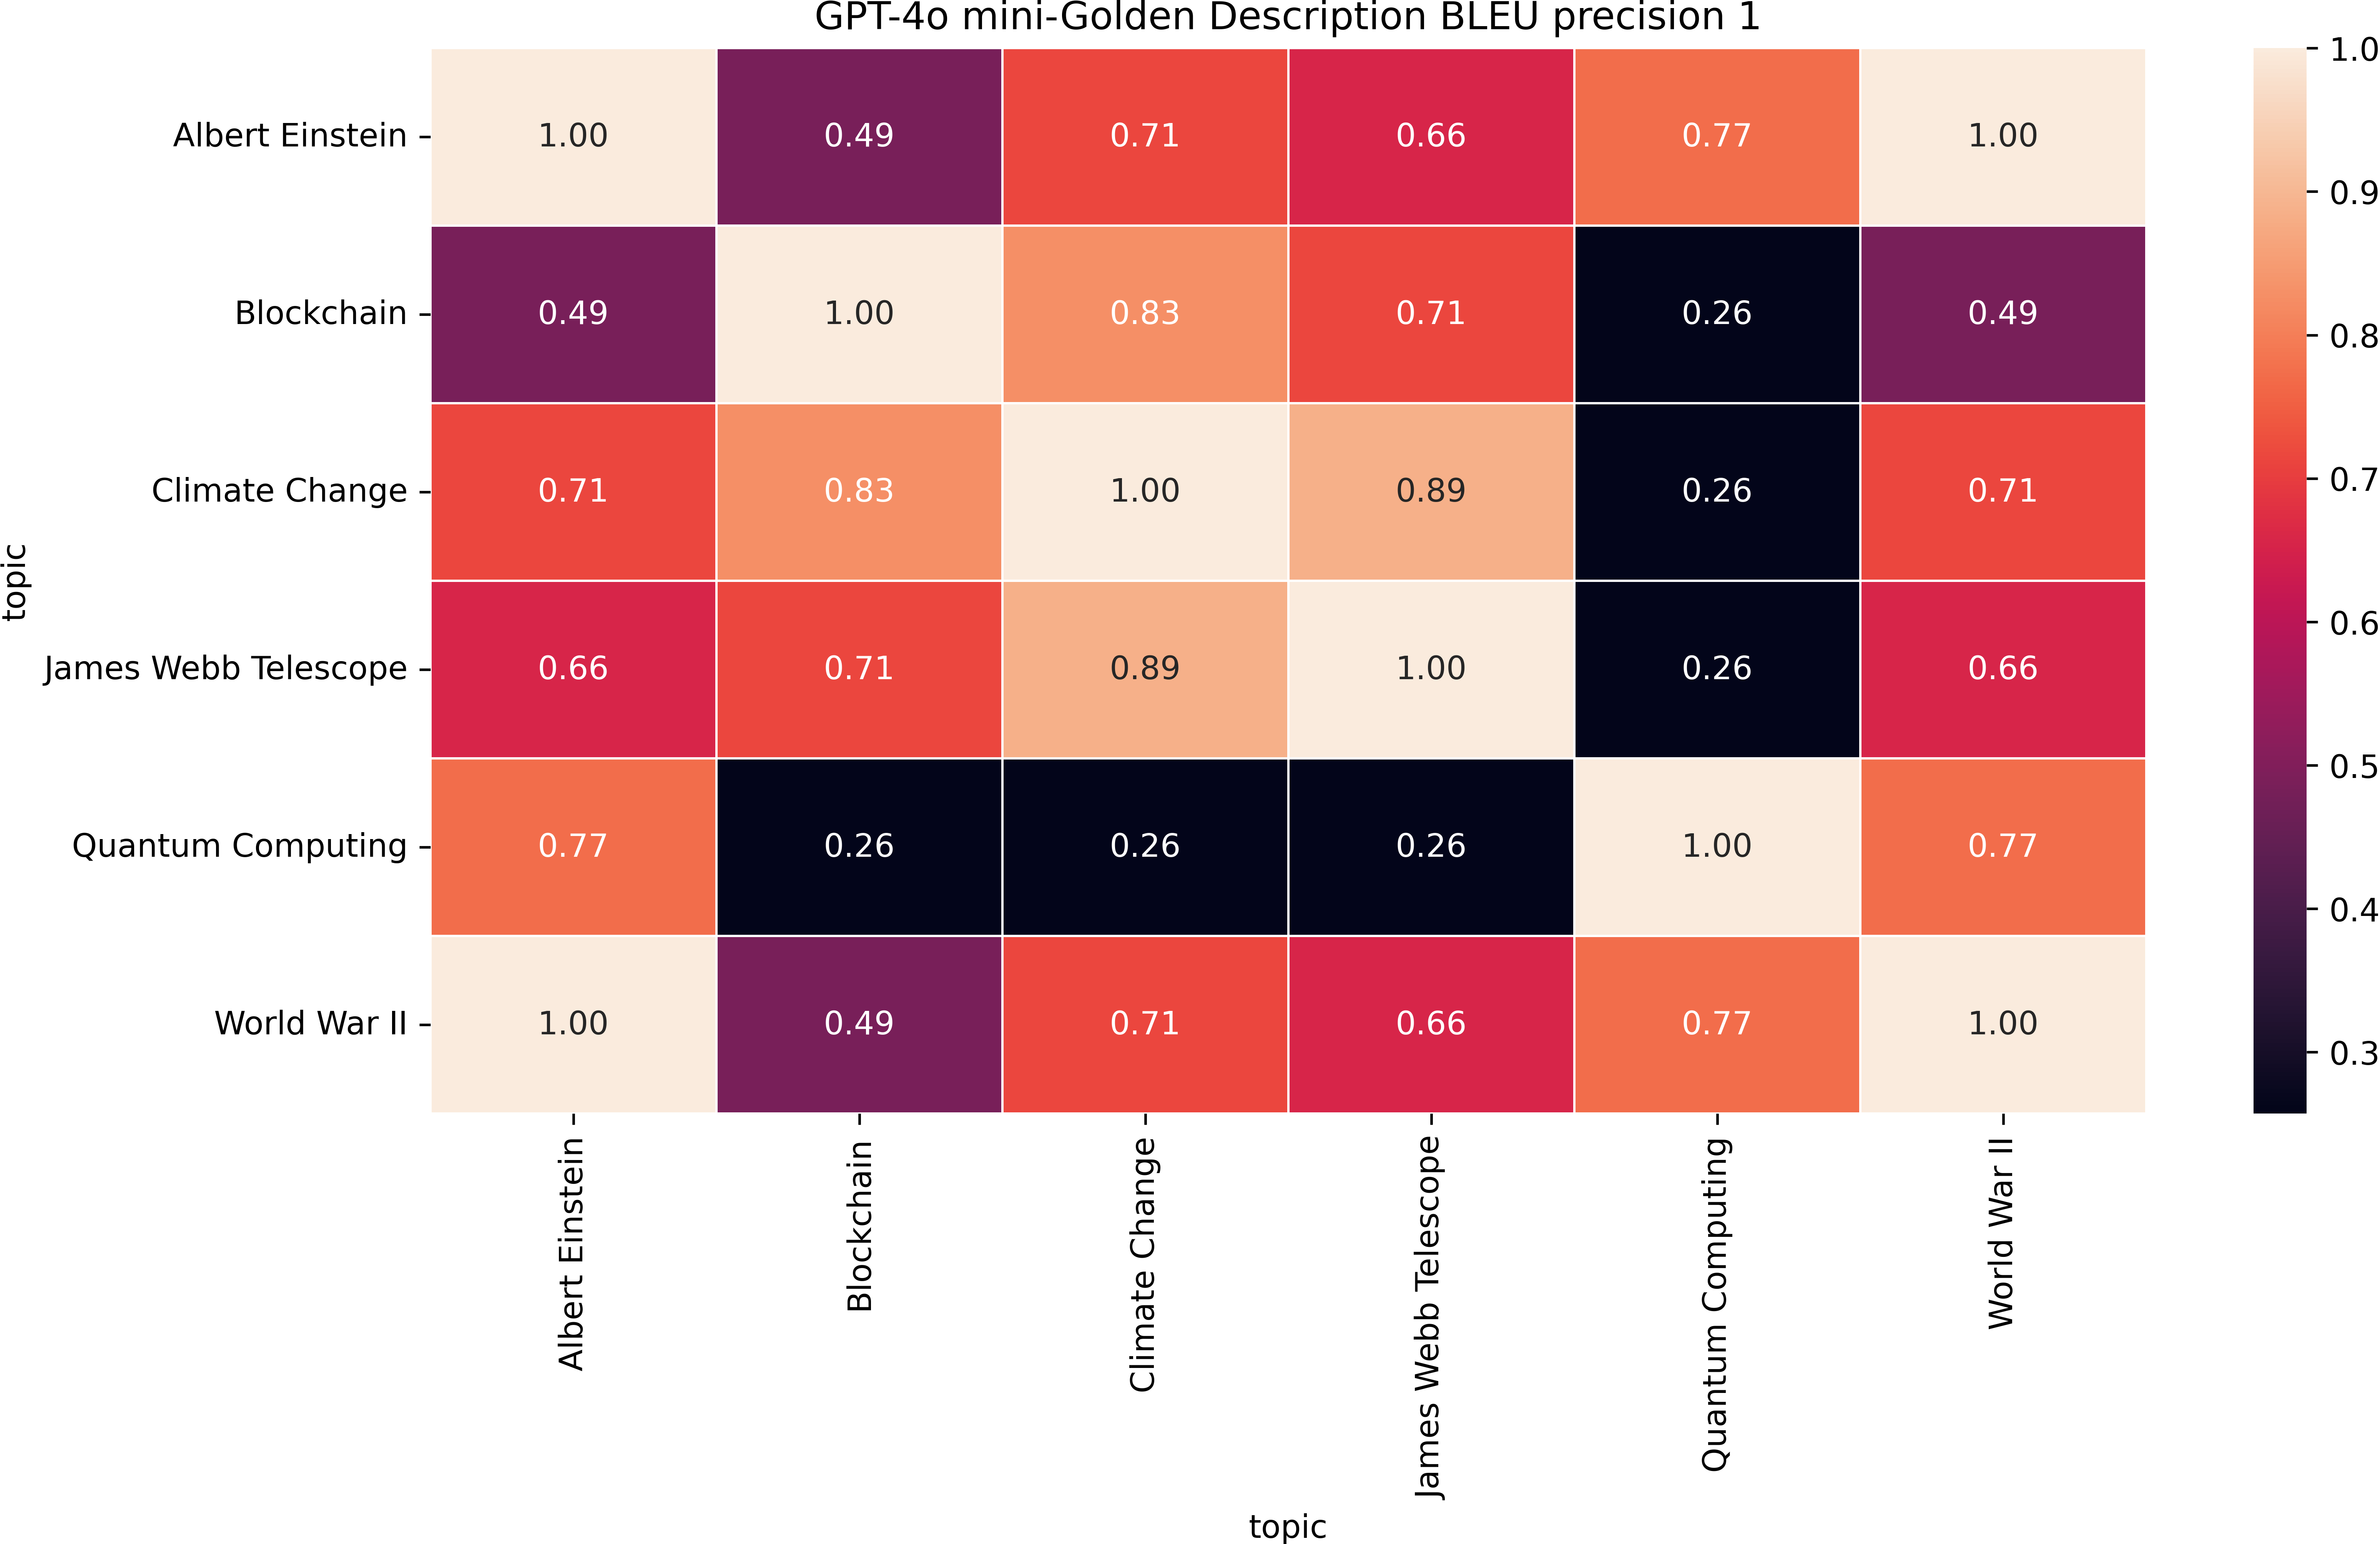 GPT-4o mini-Golden Description BLEU precision 1
Albert Einstein 1.00 0.49 0.71 0.66 0.77 1.00
Blockchain 0.49 1.00 0.83 0.71 0.26 0.49
Climate Change 0.71 0.83 1.00 0.89 0.26 0.71
James Webb Telescope 0.66 0.71 0.89 1.00 0.26 0.66
Quantum Computing 0.77 0.26 0.26 0.26 1.00 0.77
World War II 1.00 0.49 0.71 0.66 0.77 1.00
topic
Albert Einstein
Blockchain
Climate Change
James Webb Telescope
Quantum Computing
World War II
topic
1.0
0.9
0.8
0.7
0.6
0.5
0.4
0.3